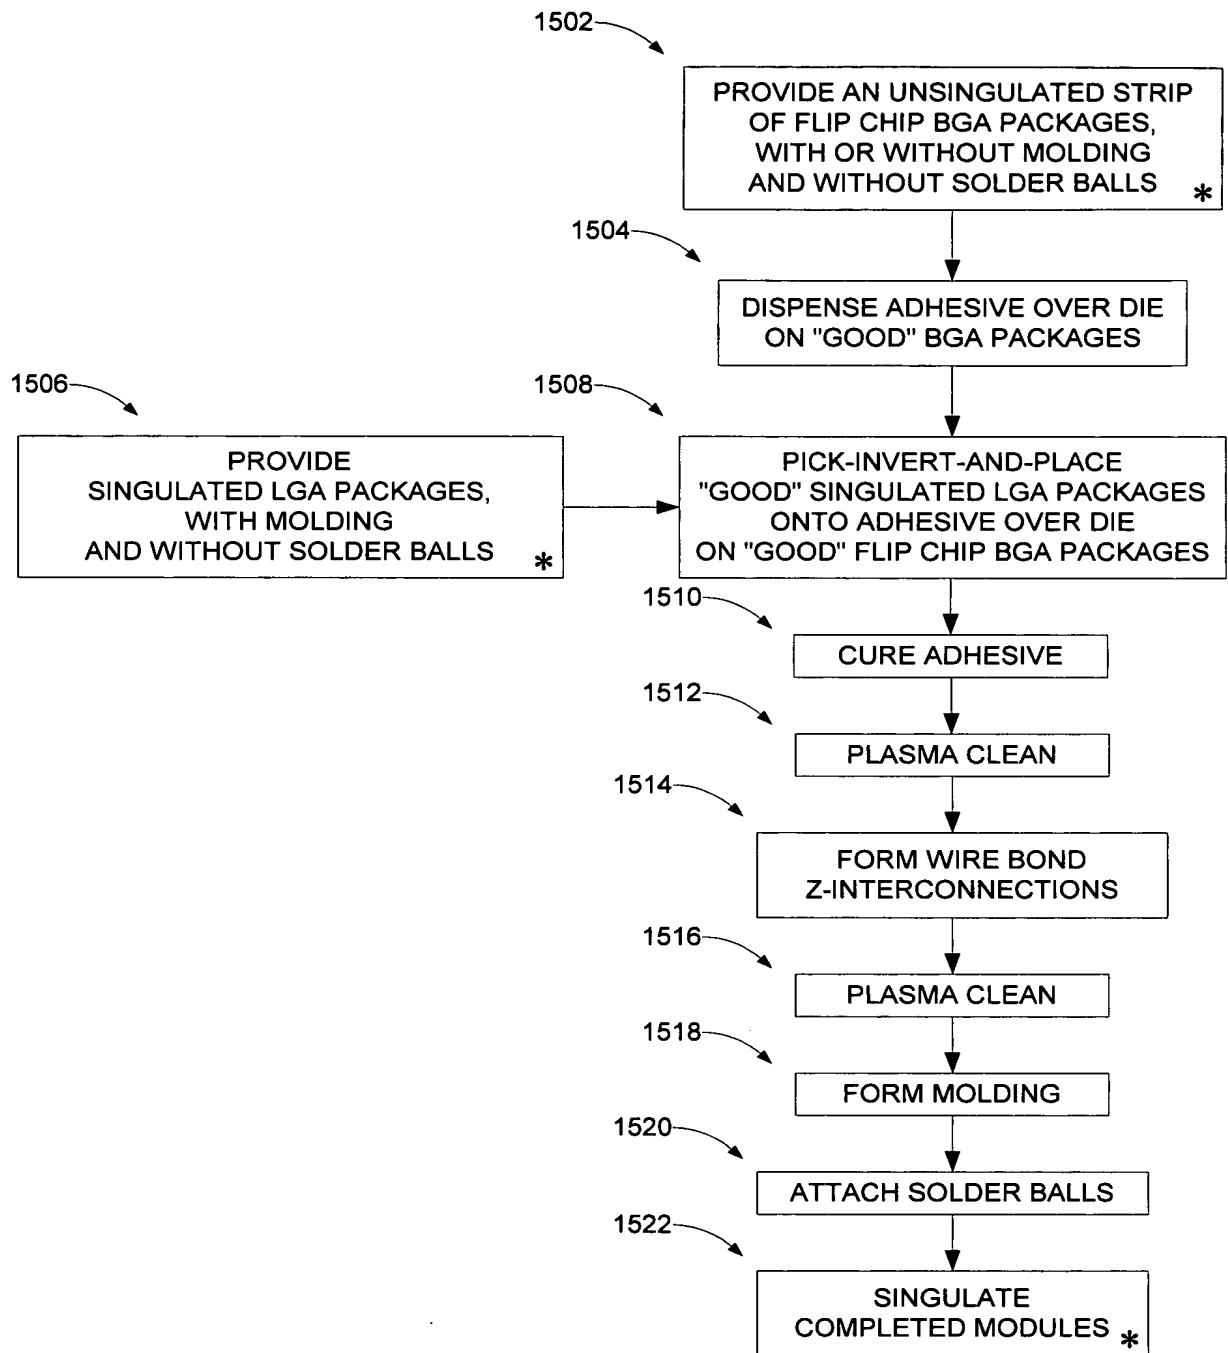 1502
PROVIDE AN UNSINGULATED STRIP
OF FLIP CHIP BGA PACKAGES,
WITH OR WITHOUT MOLDING
AND WITHOUT SOLDER BALLS *
1504
DISPENSE ADHESIVE OVER DIE
ON "GOOD" BGA PACKAGES
1506
PROVIDE
SINGULATED LGA PACKAGES,
WITH MOLDING
AND WITHOUT SOLDER BALLS *
1508
PICK-INVERT-AND-PLACE
"GOOD" SINGULATED LGA PACKAGES
ONTO ADHESIVE OVER DIE
ON "GOOD" FLIP CHIP BGA PACKAGES
1510
CURE ADHESIVE
1512
PLASMA CLEAN
1514
FORM WIRE BOND
Z-INTERCONNECTIONS
1516
PLASMA CLEAN
1518
FORM MOLDING
1520
ATTACH SOLDER BALLS
1522
SINGULATE
COMPLETED MODULES *